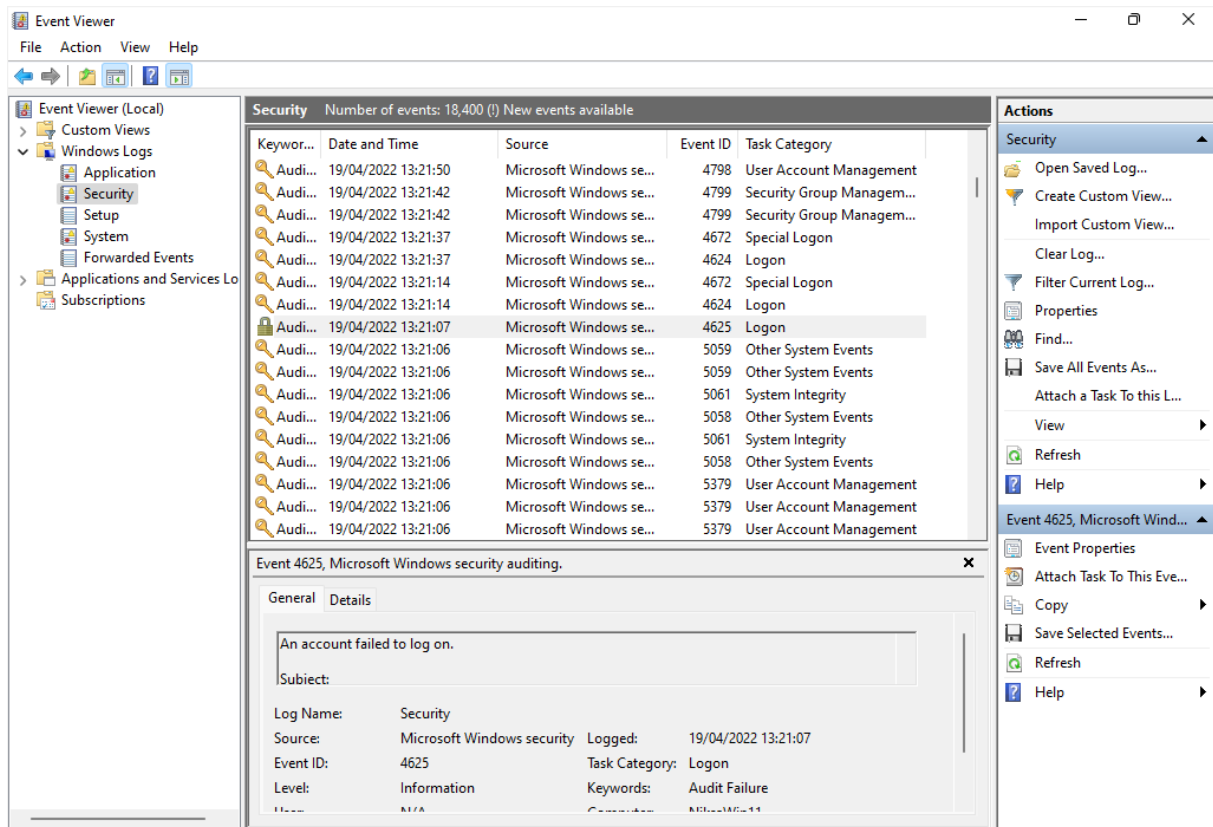 Event Viewer
File Action View Help
Event Viewer (Local)
Custom Views
Windows Logs
Application
Security
Setup
System
Forwarded Events
Applications and Services Lo
Subscriptions
Security Number of events: 18,400 (!) New events available
Keywor... Date and Time Source Event ID Task Category
Audi... 19/04/2022 13:21:50 Microsoft Windows se... 4798 User Account Management
Audi... 19/04/2022 13:21:42 Microsoft Windows se... 4799 Security Group Managem...
Audi... 19/04/2022 13:21:42 Microsoft Windows se... 4799 Security Group Managem...
Audi... 19/04/2022 13:21:37 Microsoft Windows se... 4672 Special Logon
Audi... 19/04/2022 13:21:37 Microsoft Windows se... 4624 Logon
Audi... 19/04/2022 13:21:14 Microsoft Windows se... 4672 Special Logon
Audi... 19/04/2022 13:21:14 Microsoft Windows se... 4624 Logon
Audi... 19/04/2022 13:21:07 Microsoft Windows se... 4625 Logon
Audi... 19/04/2022 13:21:06 Microsoft Windows se... 5059 Other System Events
Audi... 19/04/2022 13:21:06 Microsoft Windows se... 5059 Other System Events
Audi... 19/04/2022 13:21:06 Microsoft Windows se... 5061 System Integrity
Audi... 19/04/2022 13:21:06 Microsoft Windows se... 5058 Other System Events
Audi... 19/04/2022 13:21:06 Microsoft Windows se... 5061 System Integrity
Audi... 19/04/2022 13:21:06 Microsoft Windows se... 5058 Other System Events
Audi... 19/04/2022 13:21:06 Microsoft Windows se... 5379 User Account Management
Audi... 19/04/2022 13:21:06 Microsoft Windows se... 5379 User Account Management
Audi... 19/04/2022 13:21:06 Microsoft Windows se... 5379 User Account Management
Event 4625, Microsoft Windows security auditing.
General Details
An account failed to log on.
Subject:
Log Name: Security
Source: Microsoft Windows security Logged: 19/04/2022 13:21:07
Event ID: 4625 Task Category: Logon
Level: Information Keywords: Audit Failure
User: N/A Computer: NikasWin11
Actions
Security
Open Saved Log...
Create Custom View...
Import Custom View...
Clear Log...
Filter Current Log...
Properties
Find...
Save All Events As...
Attach a Task To this L...
View
Refresh
Help
Event 4625, Microsoft Wind...
Event Properties
Attach Task To This Eve...
Copy
Save Selected Events...
Refresh
Help